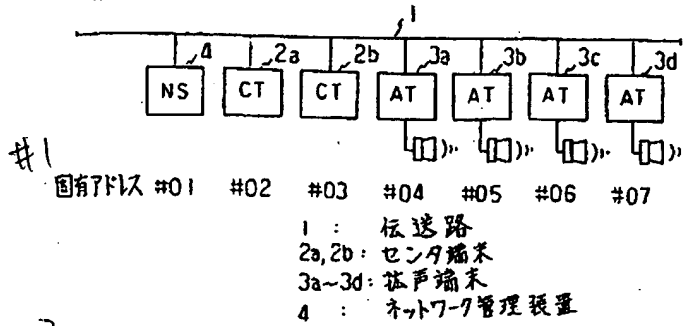 1
4 2a 2b 3a 3b 3c 3d
NS CT CT AT AT AT AT
#1
固有アドレス #01 #02 #03 #04 #05 #06 #07
1 : 伝送路
2a,2b: センタ端末
3a~3d: 拡声端末
4 : ネットワーク管理装置